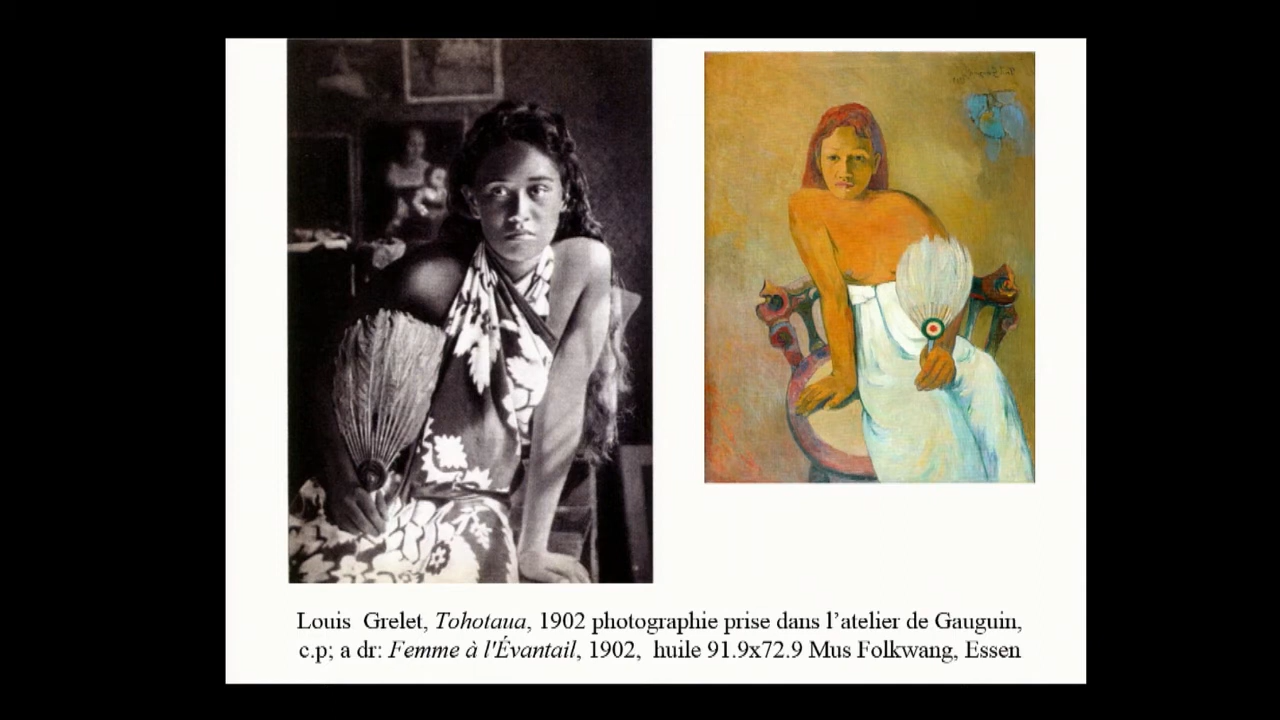 Louis Grelet, Tohotaua, 1902 photographie prise dans l’atelier de Gauguin,
c.p; a dr: Femme à l'Évantail, 1902, huile 91.9x72.9 Mus Folkwang, Essen